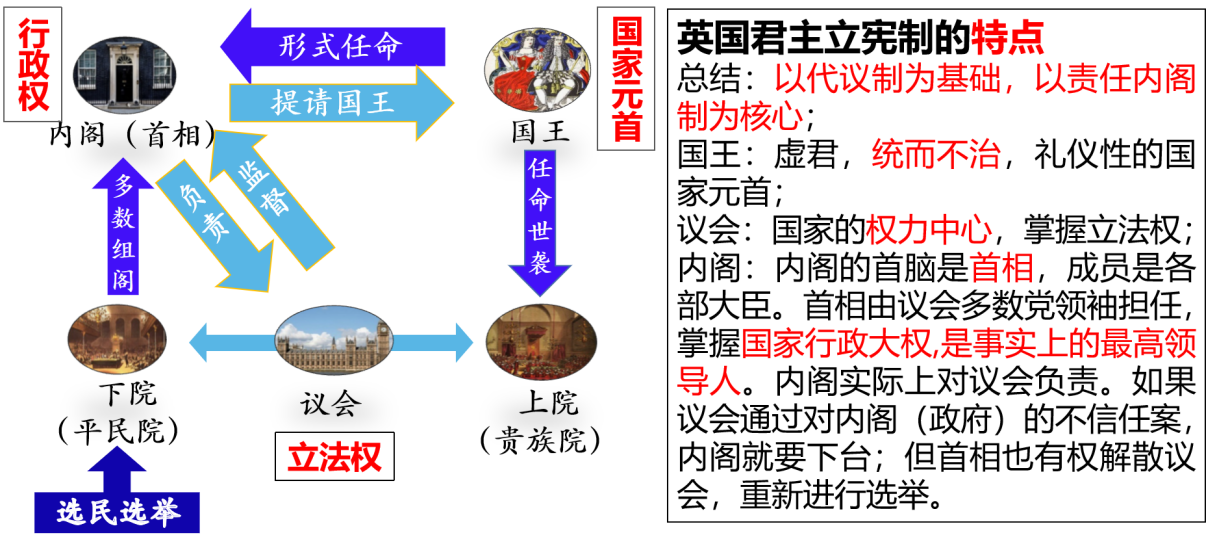 行政权
形式任命
国家元首
提请国王
内阁（首相）
国王
多数组阁
负责
监督
任命世袭
下院
（平民院）
议会
上院
（贵族院）
立法权
选民选举
英国君主立宪制的特点
总结：以代议制为基础，以责任内阁
制为核心；
国王：虚君，统而不治，礼仪性的国
家元首；
议会：国家的权力中心，掌握立法权；
内阁：内阁的首脑是首相，成员是各
部大臣。首相由议会多数党领袖担任，
掌握国家行政大权,是事实上的最高领
导人。内阁实际上对议会负责。如果
议会通过对内阁（政府）的不信任案，
内阁就要下台；但首相也有权解散议
会，重新进行选举。